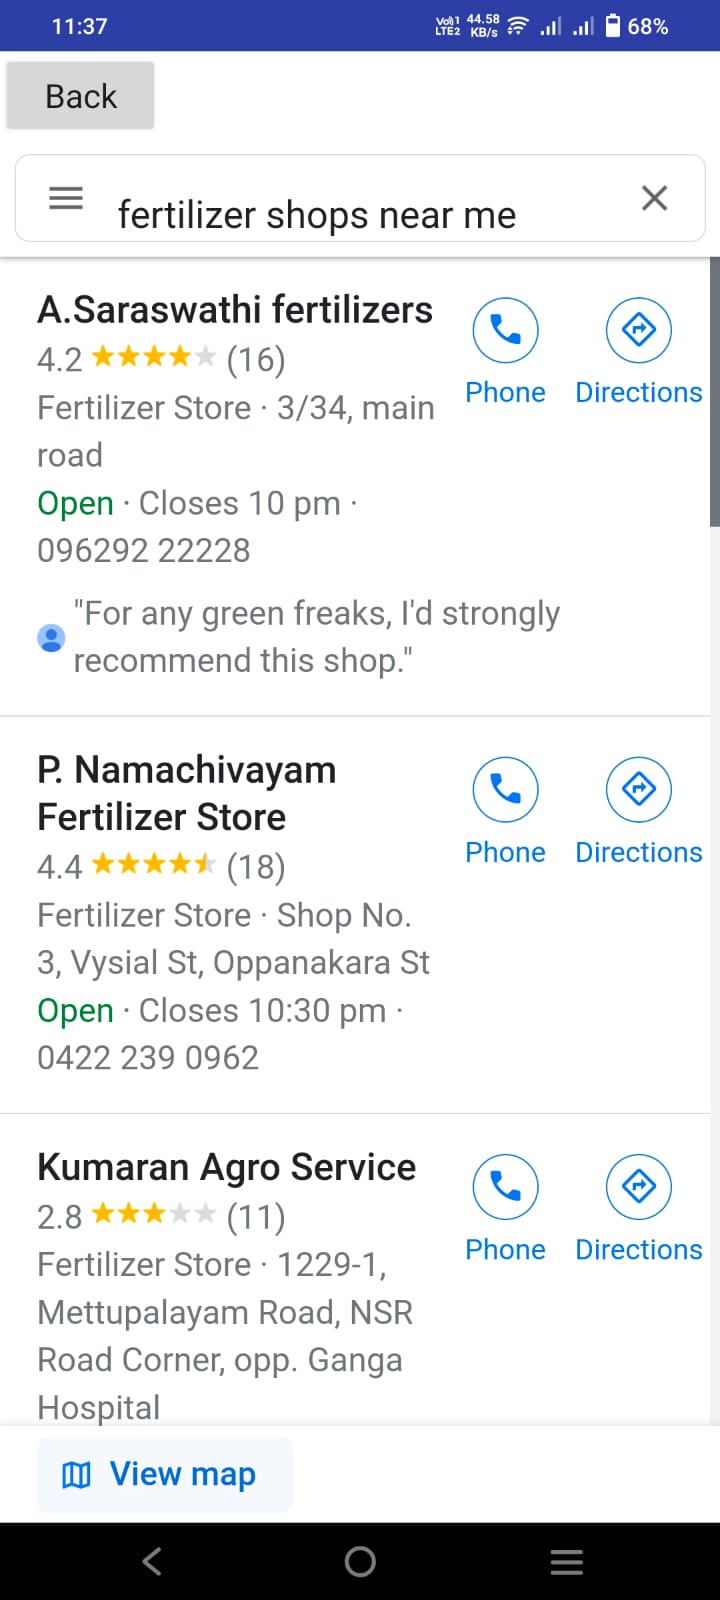 11:37
Vo)) 1 44.58
LTE2 KB/s
68%
Back
fertilizer shops near me
A.Saraswathi fertilizers
4.2 (16)
Fertilizer Store · 3/34, main
road
Open · Closes 10 pm ·
096292 22228
Phone
Directions
"For any green freaks, I'd strongly
recommend this shop."
P. Namachivayam
Fertilizer Store
4.4 (18)
Fertilizer Store · Shop No.
3, Vysial St, Oppanakara St
Open · Closes 10:30 pm ·
0422 239 0962
Phone
Directions
Kumaran Agro Service
2.8 (11)
Fertilizer Store · 1229-1,
Mettupalayam Road, NSR
Road Corner, opp. Ganga
Hospital
Phone
Directions
View map